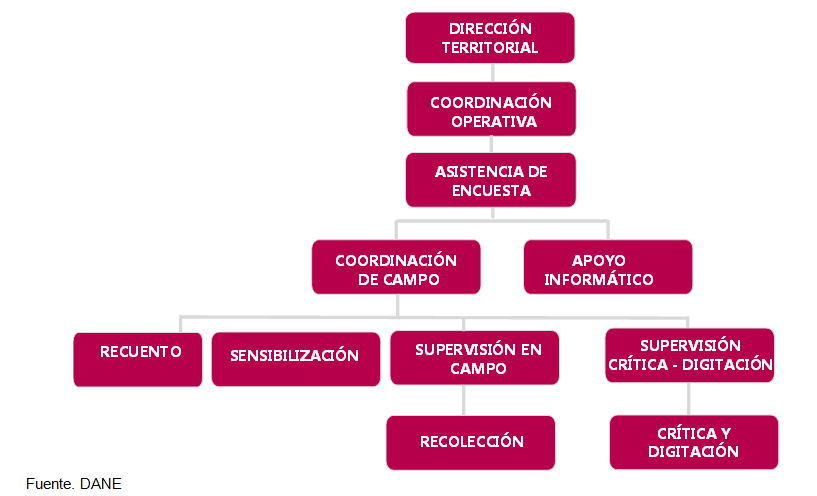 DIRECCIÓN
TERRITORIAL
COORDINACIÓN
OPERATIVA
ASISTENCIA DE
ENCUESTA
COORDINACIÓN
DE CAMPO
APOYO
INFORMÁTICO
RECUENTO
SENSIBILIZACIÓN
SUPERVISIÓN EN
CAMPO
SUPERVISIÓN
CRÍTICA - DIGITACIÓN
RECOLECCIÓN
CRÍTICA Y
DIGITACIÓN
Fuente. DANE